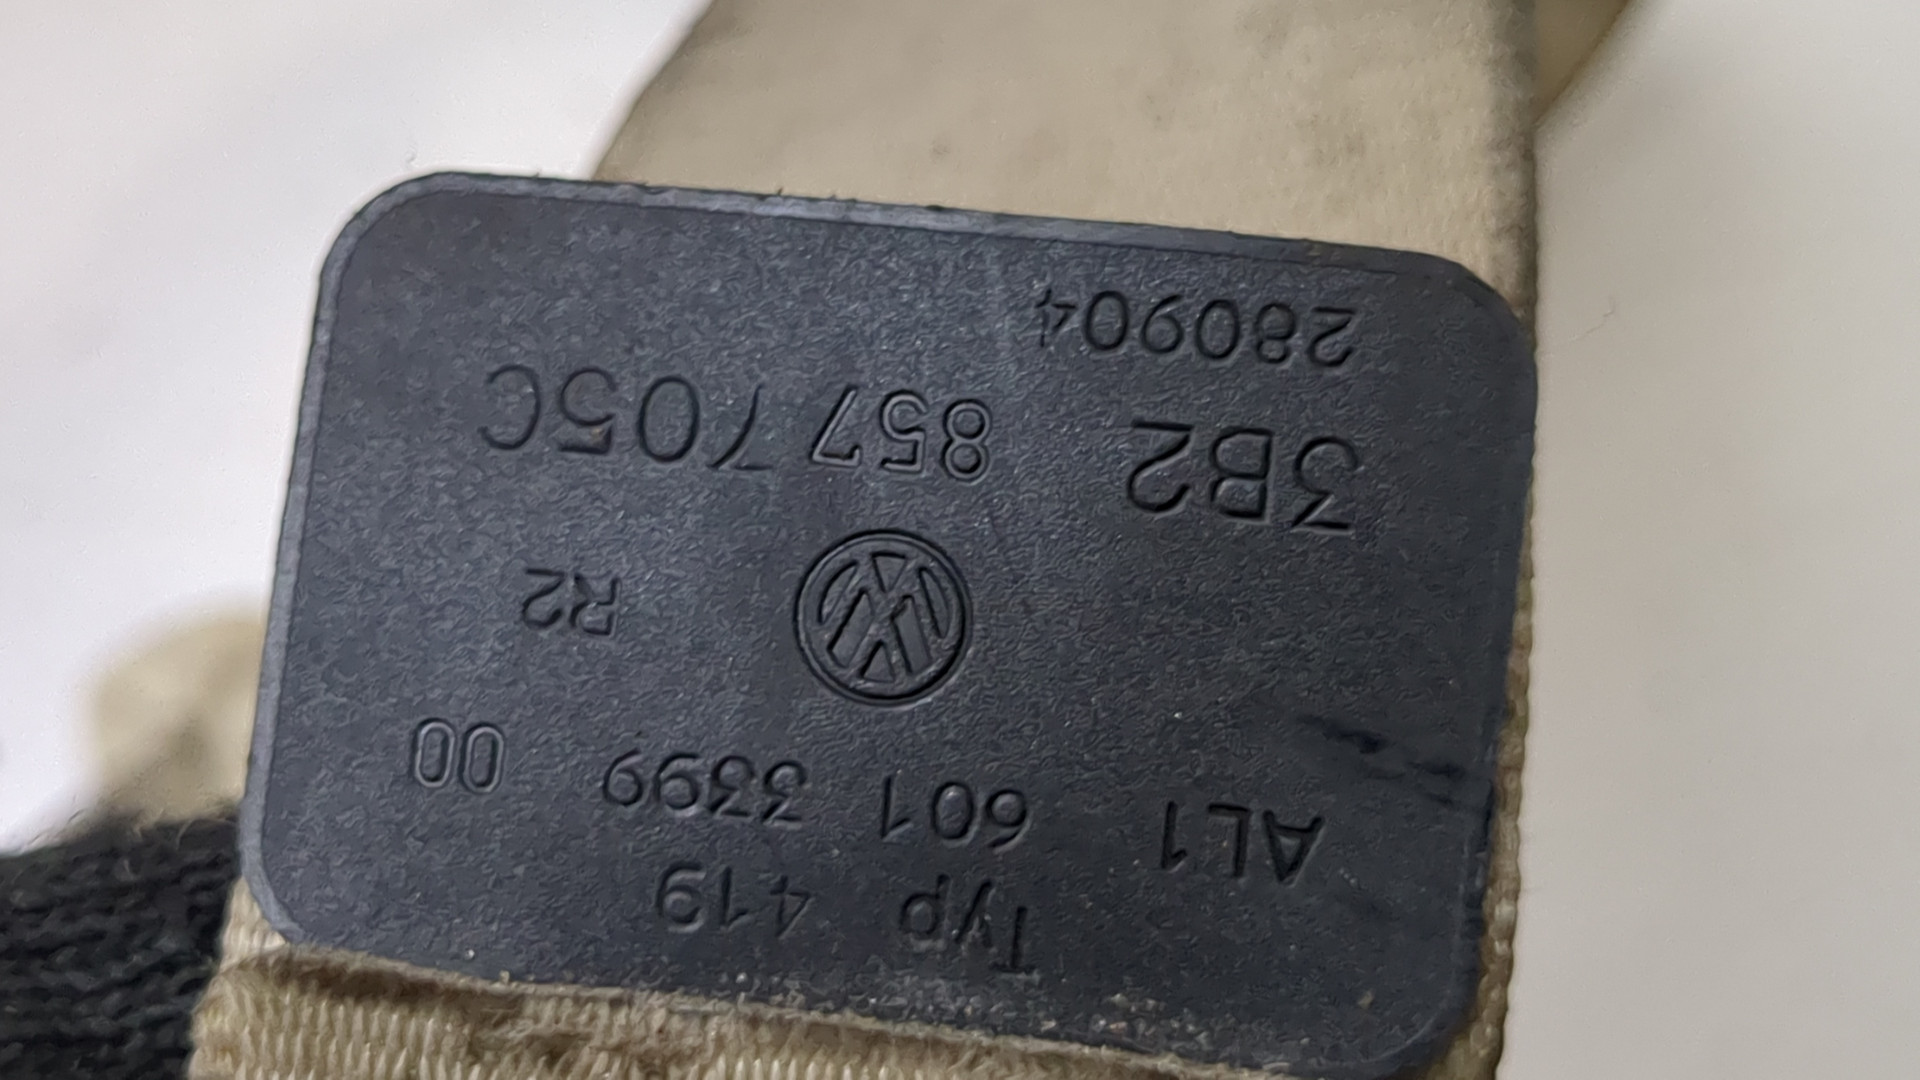 Typ 419
AL1 601 3399 00
R2
3B2 857 705C
280904